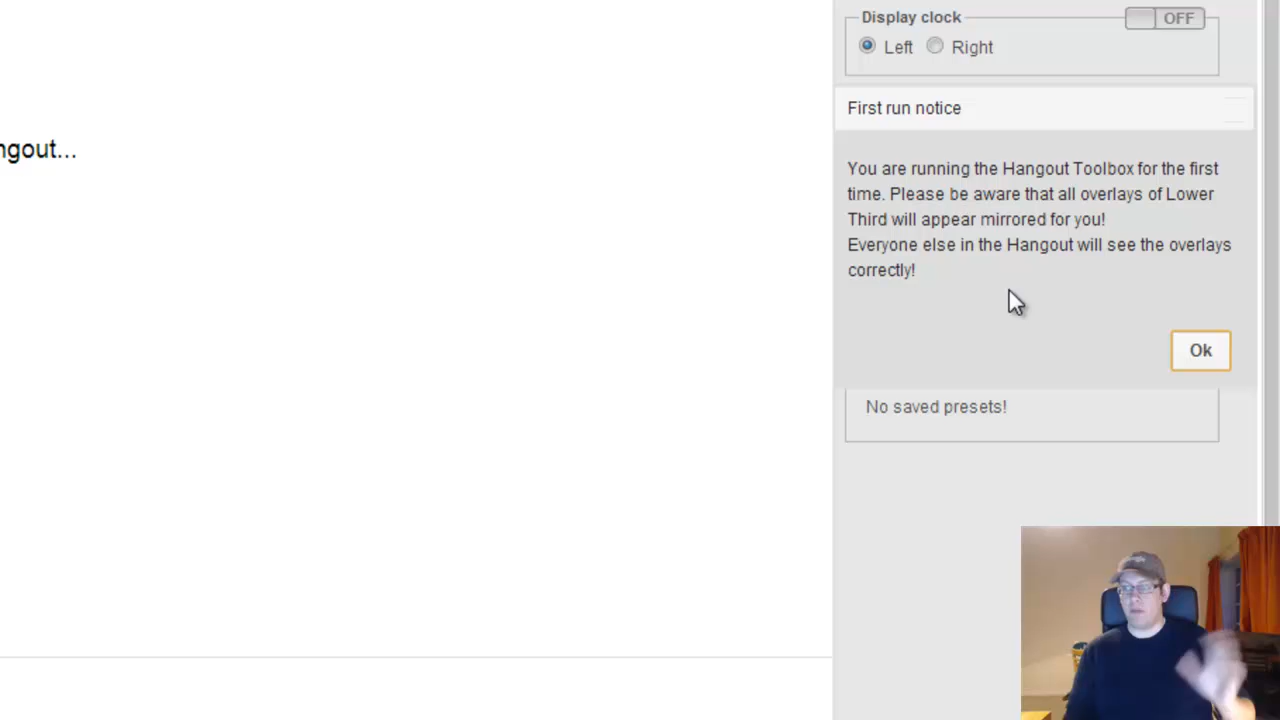 Display clock
OFF
Left
Right
First run notice
ngout...
You are running the Hangout Toolbox for the first
time. Please be aware that all overlays of Lower
Third will appear mirrored for you!
Everyone else in the Hangout will see the overlays
correctly!
Ok
No saved presets!